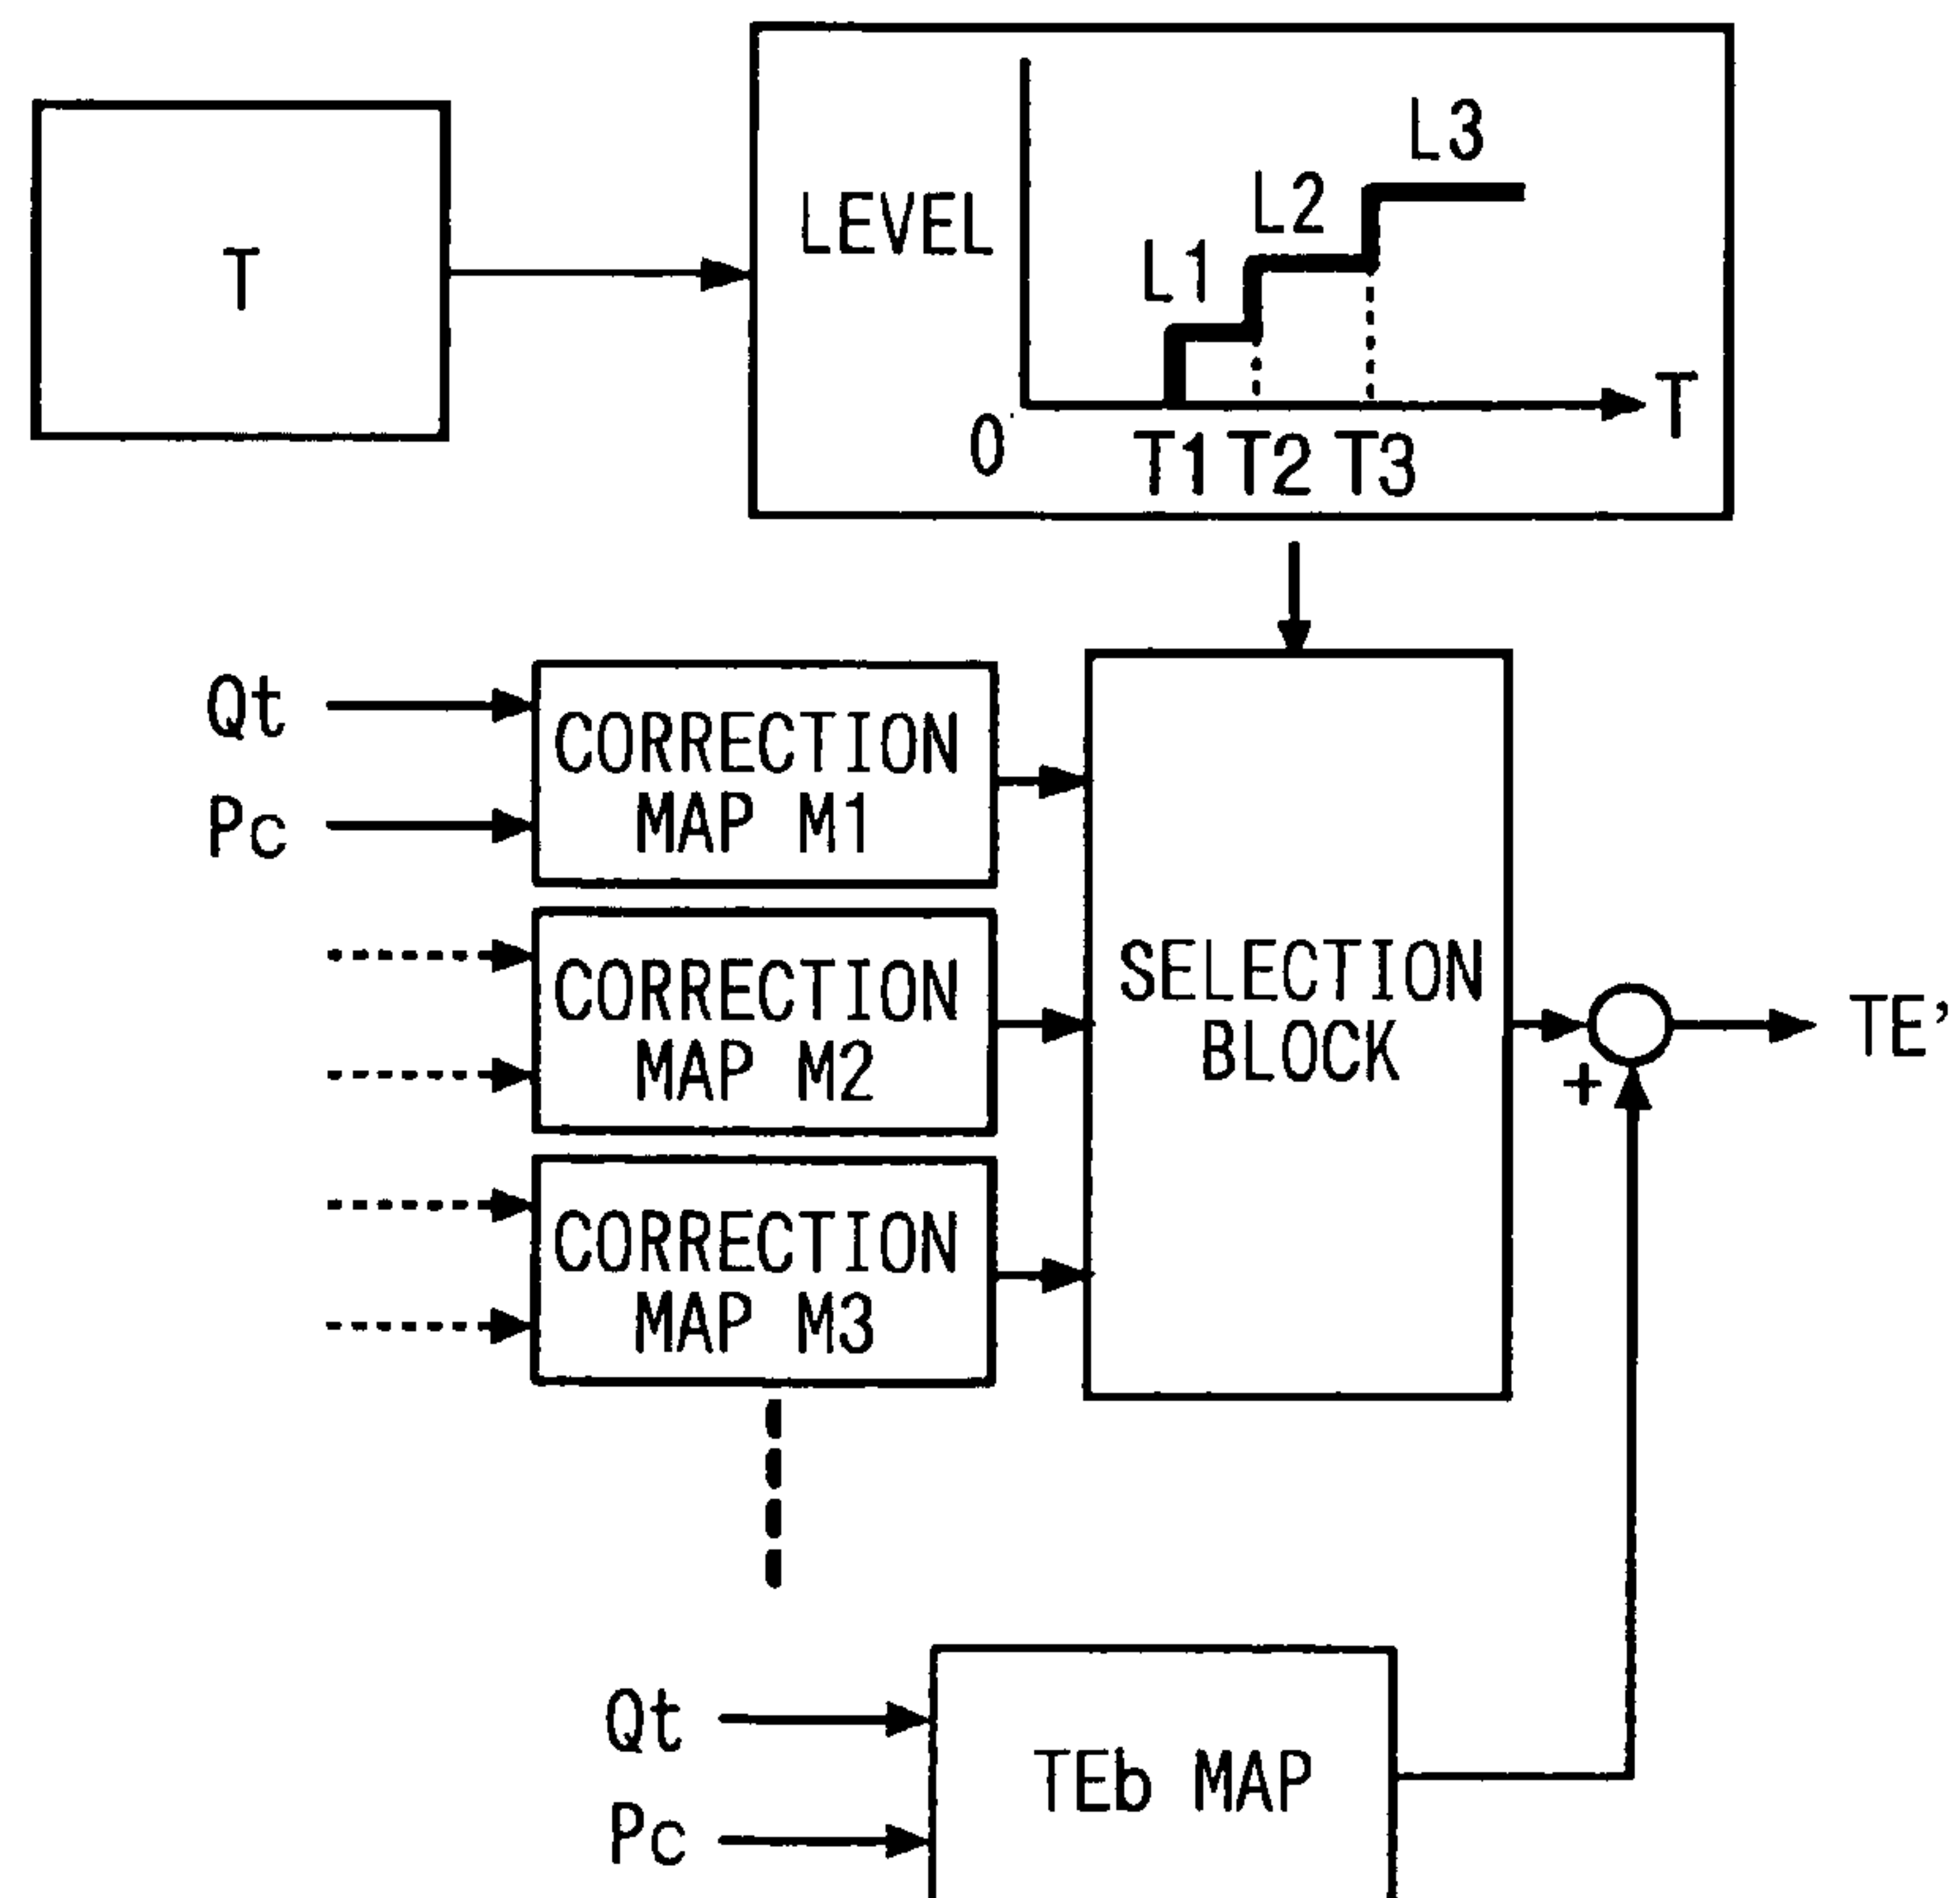 T
LEVEL
L1
L2
L3
T
0
T1 T2 T3
Qt
Pc
CORRECTION
MAP M1
CORRECTION
MAP M2
CORRECTION
MAP M3
SELECTION
BLOCK
+
TE'
Qt
Pc
TEb MAP